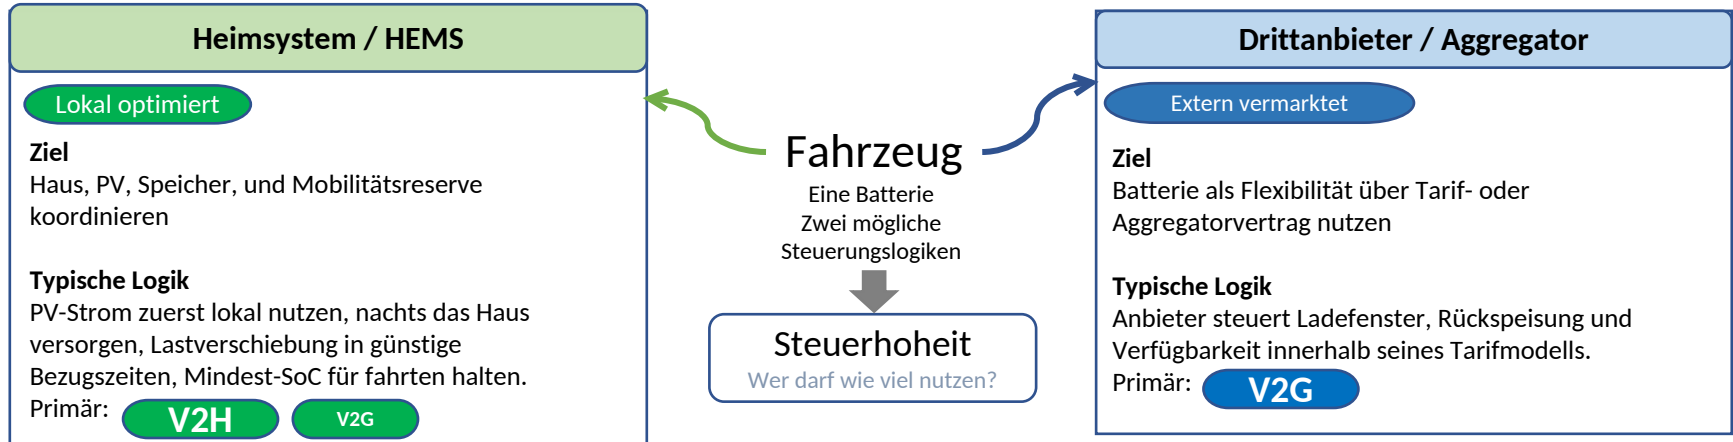 Heimsystem / HEMS
Lokal optimiert
Ziel
Haus, PV, Speicher, und Mobilitätsreserve
koordinieren
Typische Logik
PV-Strom zuerst lokal nutzen, nachts das Haus
versorgen, Lastverschiebung in günstige
Bezugszeiten, Mindest-SoC für fahrten halten.
Primär: V2H V2G
Fahrzeug
Eine Batterie
Zwei mögliche
Steuerungslogiken
Steuerhoheit
Wer darf wie viel nutzen?
Drittanbieter / Aggregator
Extern vermarktet
Ziel
Batterie als Flexibilität über Tarif- oder
Aggregatorvertrag nutzen
Typische Logik
Anbieter steuert Ladefenster, Rückspeisung und
Verfügbarkeit innerhalb seines Tarifmodells.
Primär: V2G